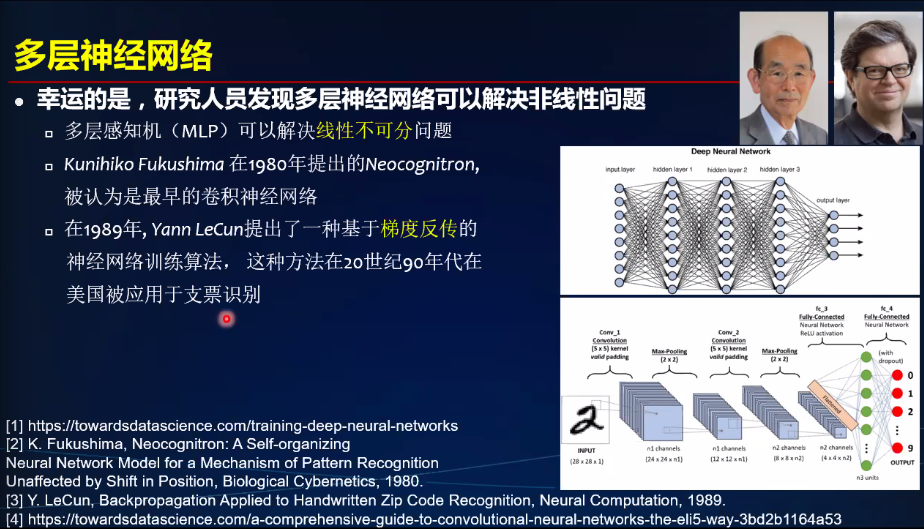 多层神经网络
● 幸运的是，研究人员发现多层神经网络可以解决非线性问题
多层感知机（MLP）可以解决线性不可分问题
Kunihiko Fukushima 在1980年提出的Neocognitron,
被认为是最早的卷积神经网络
在1989年, Yann LeCun提出了一种基于梯度反传的
神经网络训练算法， 这种方法在20世纪90年代在
美国被应用于支票识别
Deep Neural Network
input layer
hidden layer 1
hidden layer 2
hidden layer 3
output layer
Conv_1
Convolution
(5 x 5) kernel
valid padding
Max-Pooling
(2 x 2)
Conv_2
Convolution
(5 x 5) kernel
valid padding
Max-Pooling
(2 x 2)
fc_3
Fully-Connected
Neural Network
ReLU activation
fc_4
Fully-Connected
Neural Network
(with
dropout)
Flattened
0
1
2
9
OUTPUT
2
INPUT
(28 x 28 x 1)
n1 channels
(24 x 24 x n1)
n1 channels
(12 x 12 x n1)
n2 channels
(8 x 8 x n2)
n2 channels
(4 x 4 x n2)
n3 units
[1] https://towardsdatascience.com/training-deep-neural-networks
[2] K. Fukushima, Neocognitron: A Self-organizing
Neural Network Model for a Mechanism of Pattern Recognition
Unaffected by Shift in Position, Biological Cybernetics, 1980.
[3] Y. LeCun, Backpropagation Applied to Handwritten Zip Code Recognition, Neural Computation, 1989.
[4] https://towardsdatascience.com/a-comprehensive-guide-to-convolutional-neural-networks-the-eli5-way-3bd2b1164a53